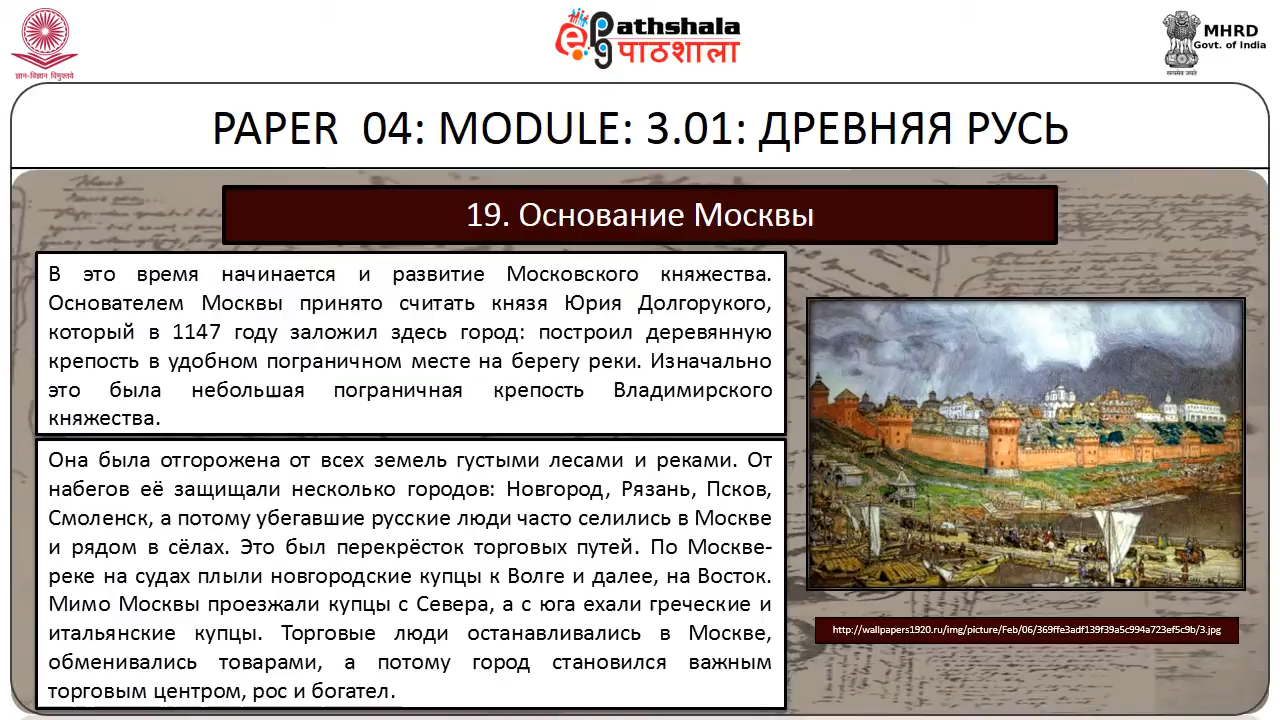 ज्ञान-विज्ञान विमुक्तये
ePathshala
पाठशाला
MHRD
Govt. of India
सत्यमेव जयते
PAPER 04: MODULE: 3.01: ДРЕВНЯЯ РУСЬ
19. Основание Москвы
В это время начинается и развитие Московского княжества.
Основателем Москвы принято считать князя Юрия Долгорукого,
который в 1147 году заложил здесь город: построил деревянную
крепость в удобном пограничном месте на берегу реки. Изначально
это была небольшая пограничная крепость Владимирского
княжества.
Она была отгорожена от всех земель густыми лесами и реками. От
набегов её защищали несколько городов: Новгород, Рязань, Псков,
Смоленск, а потому убегавшие русские люди часто селились в Москве
и рядом в сёлах. Это был перекрёсток торговых путей. По Москве-
реке на судах плыли новгородские купцы к Волге и далее, на Восток.
Мимо Москвы проезжали купцы с Севера, а с юга ехали греческие и
итальянские купцы. Торговые люди останавливались в Москве,
обменивались товарами, а потому город становился важным
торговым центром, рос и богател.
http://wallpapers1920.ru/img/picture/Feb/06/369ffe3adf139f39a5c994a723ef5c9b/3.jpg